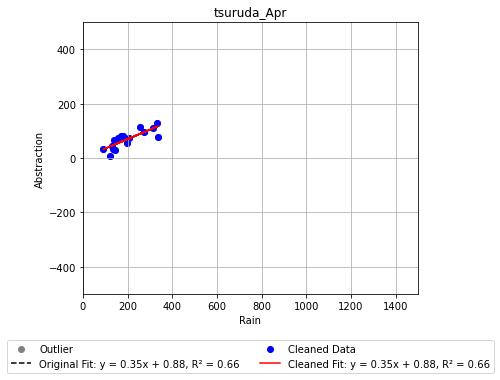 tsuruda_Apr
400
200
0
−200
−400
Abstraction
0 200 400 600 800 1000 1200 1400
Rain
Outlier
Original Fit: y = 0.35x + 0.88, R² = 0.66
Cleaned Data
Cleaned Fit: y = 0.35x + 0.88, R² = 0.66